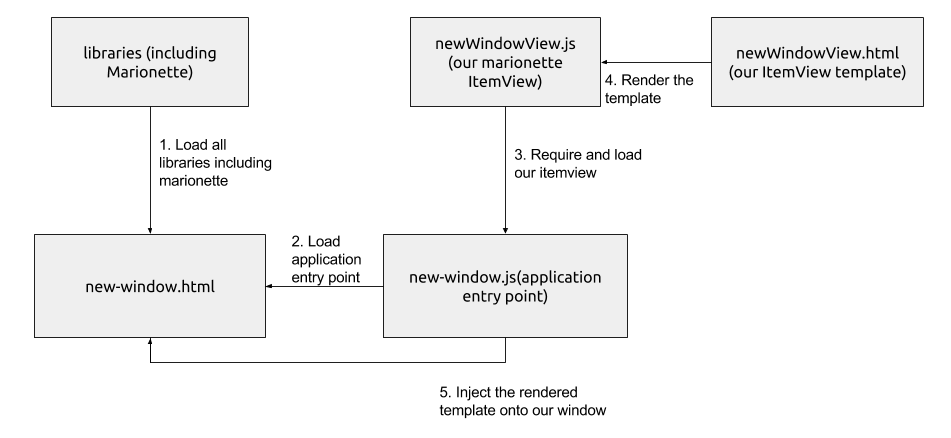 libraries (including
Marionette)
newWindowView.js
(our marionette
ItemView)
newWindowView.html
(our ItemView template)
4. Render the
template
1. Load all
libraries including
marionette
3. Require and load
our itemview
2. Load
application
entry point
new-window.html
new-window.js(application
entry point)
5. Inject the rendered
template onto our window